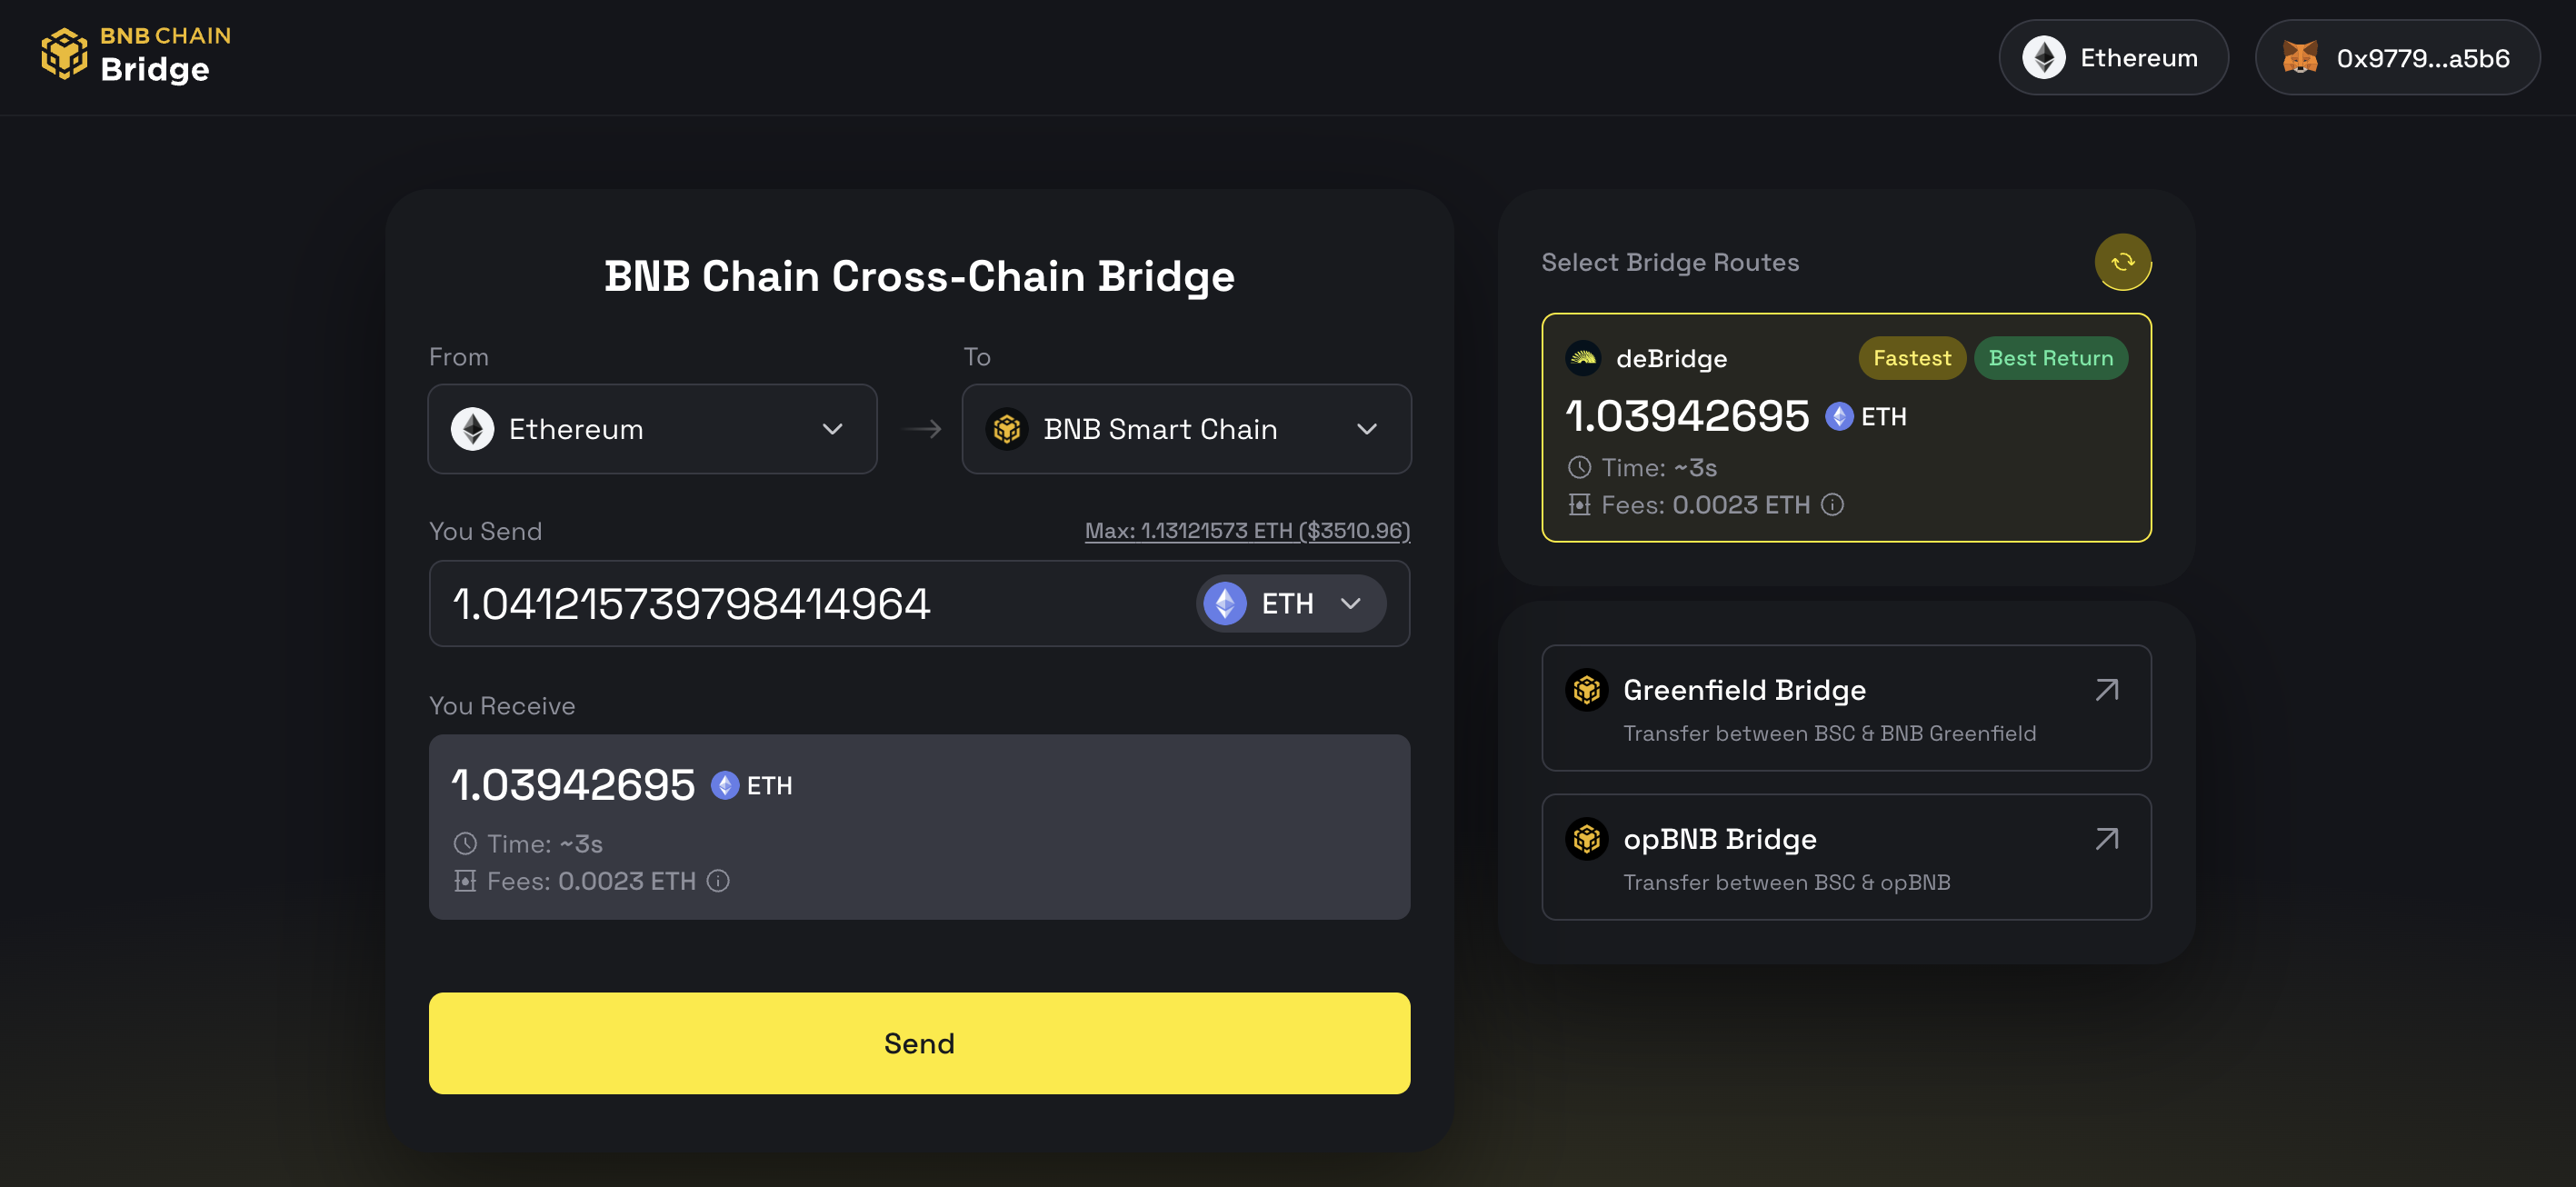 BNB CHAIN
Bridge
Ethereum
0x9779...a5b6
BNB Chain Cross-Chain Bridge
From
To
Ethereum
BNB Smart Chain
You Send
Max: 1.13121573 ETH ($3510.96)
1.041215739798414964
ETH
You Receive
1.03942695 ETH
Time: ~3s
Fees: 0.0023 ETH
Send
Select Bridge Routes
deBridge
Fastest
Best Return
1.03942695 ETH
Time: ~3s
Fees: 0.0023 ETH
Greenfield Bridge
Transfer between BSC & BNB Greenfield
opBNB Bridge
Transfer between BSC & opBNB